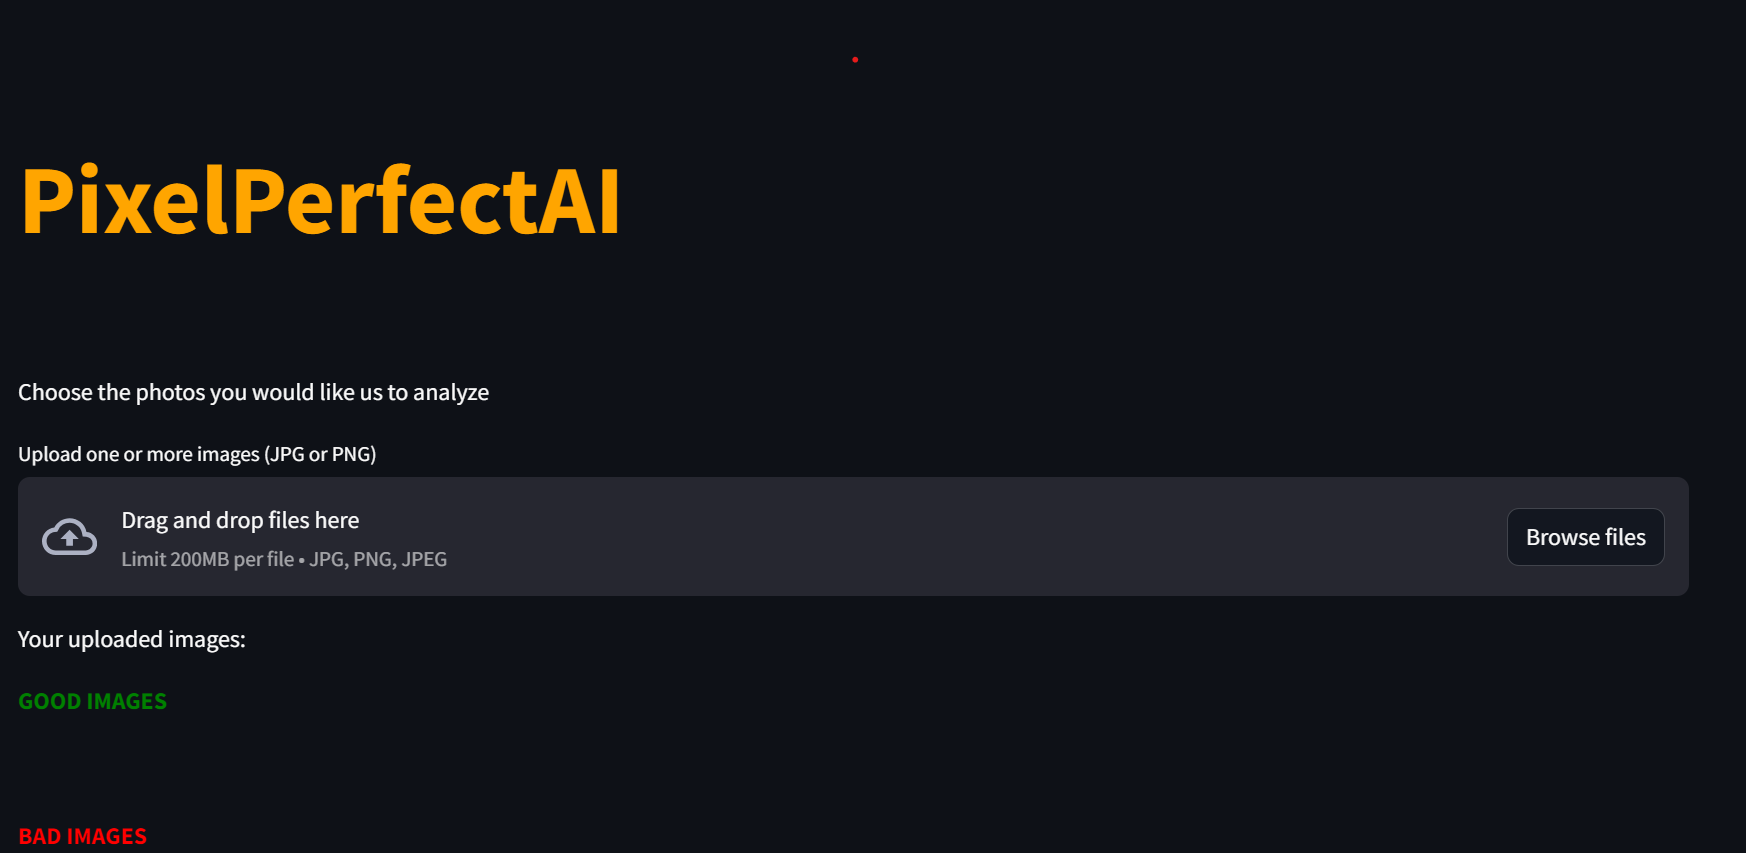 PixelPerfectAI
Choose the photos you would like us to analyze
Upload one or more images (JPG or PNG)
Drag and drop files here
Limit 200MB per file • JPG, PNG, JPEG
Browse files
Your uploaded images:
GOOD IMAGES
BAD IMAGES